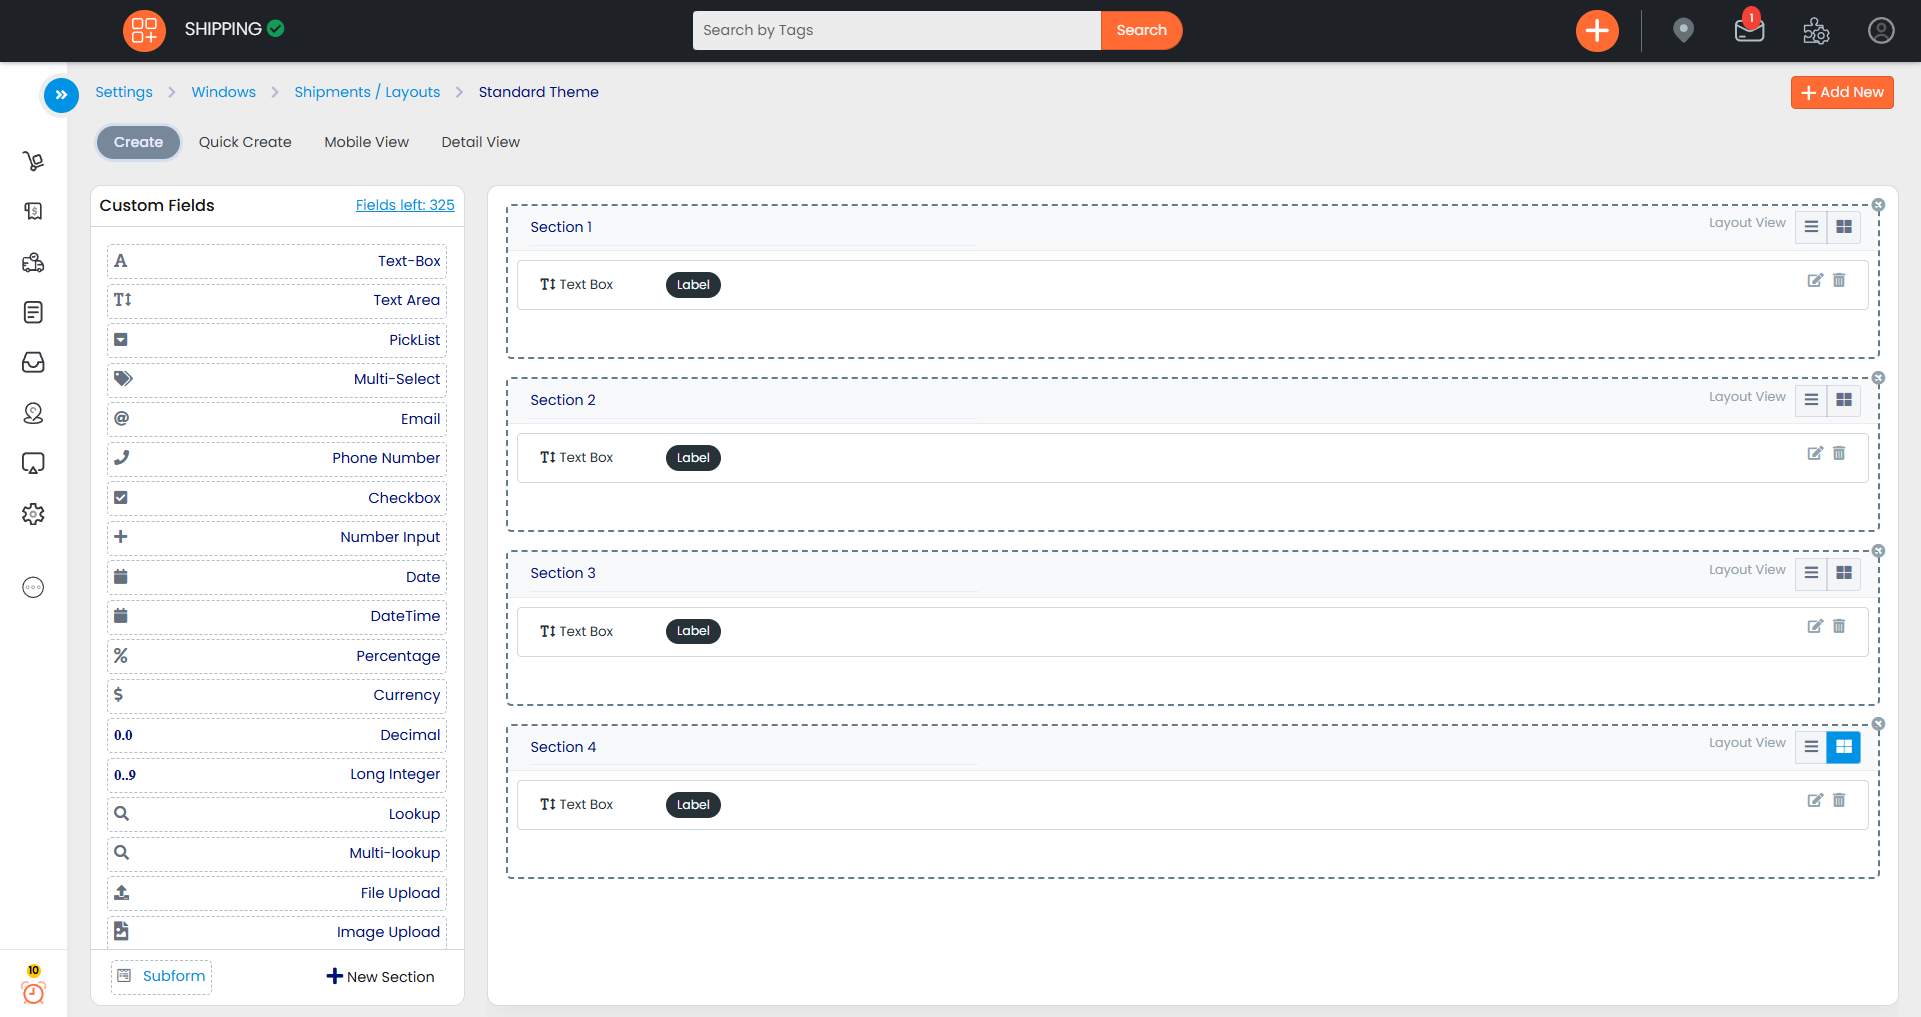 SHIPPING
Search by Tags
Search
1
Settings
Windows
Shipments / Layouts
Standard Theme
Add New
Create
Quick Create
Mobile View
Detail View
Custom Fields
Fields left: 325
Text-Box
Text Area
PickList
Multi-Select
Email
Phone Number
Checkbox
Number Input
Date
DateTime
Percentage
Currency
0.0 Decimal
0..9 Long Integer
Lookup
Multi-lookup
File Upload
Image Upload
Subform
New Section
10
Section 1
Layout View
Text Box
Label
Section 2
Layout View
Text Box
Label
Section 3
Layout View
Text Box
Label
Section 4
Layout View
Text Box
Label